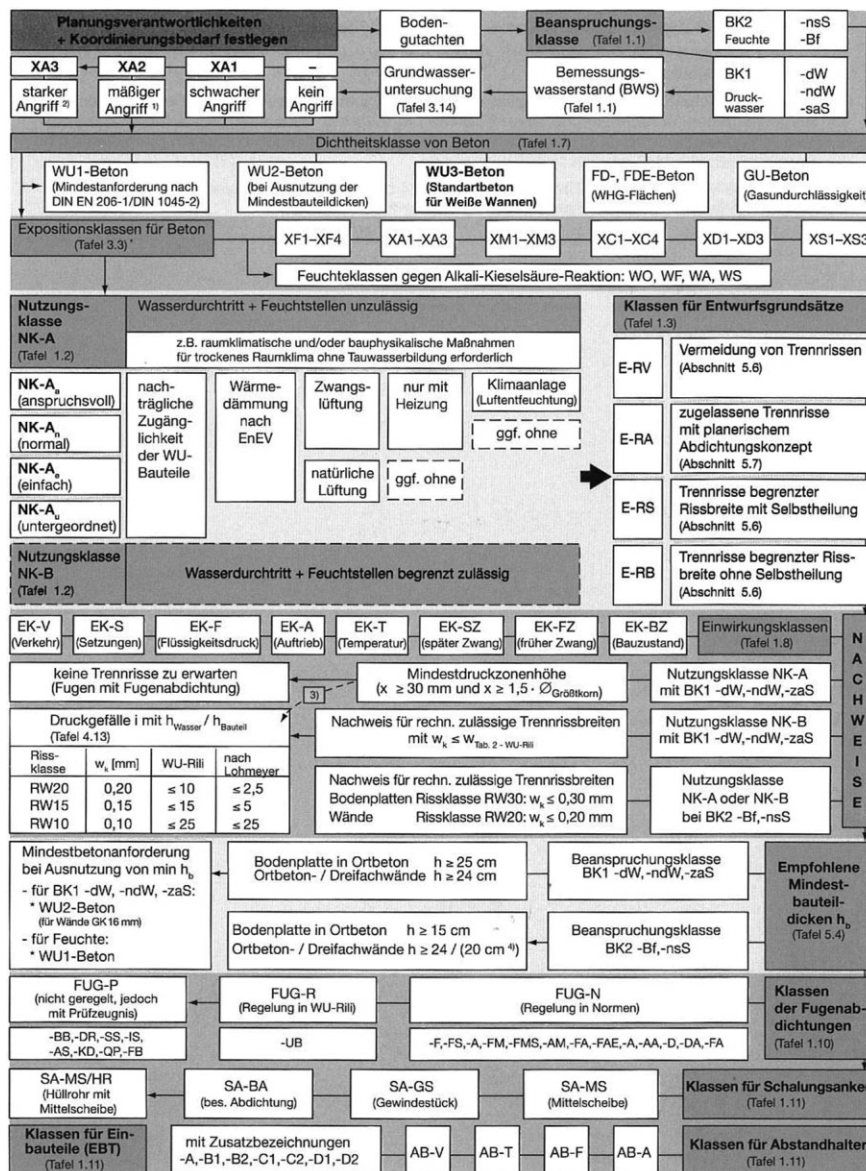 Planungsverantwortlichkeiten
+ Koordinierungsbedarf festlegen
Boden-
gutachten
Beanspruchungs-
klasse (Tafel 1.1)
BK2 -nsS
Feuchte -Bf
XA3 XA2 XA1 –
starker
Angriff 2)
mäßiger
Angriff 1)
schwacher
Angriff
kein
Angriff
Grundwasser-
untersuchung
(Tafel 3.14)
Bemessungs-
wasserstand (BWS)
(Tafel 1.1)
BK1 -dW
Druck- -ndW
wasser -saS
Dichtheitsklasse von Beton (Tafel 1.7)
WU1-Beton
(Mindestanforderung nach
DIN EN 206-1/DIN 1045-2)
WU2-Beton
(bei Ausnutzung der
Mindestbauteildicken)
WU3-Beton
(Standartbeton
für Weiße Wannen)
FD-, FDE-Beton
(WHG-Flächen)
GU-Beton
(Gasundurchlässigkeit)
Expositionsklassen für Beton
(Tafel 3.3)
XF1–XF4 XA1–XA3 XM1–XM3 XC1–XC4 XD1–XD3 XS1–XS3
Feuchteklassen gegen Alkali-Kieselsäure-Reaktion: WO, WF, WA, WS
Nutzungs-
klasse
NK-A
(Tafel 1.2)
Wasserdurchtritt + Feuchtstellen unzulässig
z.B. raumklimatische und/oder bauphysikalische Maßnahmen
für trockenes Raumklima ohne Tauwasserbildung erforderlich
NK-Aa
(anspruchsvoll)
NK-An
(normal)
NK-Ae
(einfach)
NK-Au
(untergeordnet)
nach-
trägliche
Zugäng-
lichkeit
der WU-
Bauteile
Wärme-
dämmung
nach
EnEV
Zwangs-
lüftung
natürliche
Lüftung
nur mit
Heizung
ggf. ohne
Klimaanlage
(Luftentfeuchtung)
ggf. ohne
Nutzungsklasse
NK-B
(Tafel 1.2)
Wasserdurchtritt + Feuchtstellen begrenzt zulässig
Klassen für Entwurfsgrundsätze
(Tafel 1.3)
E-RV
Vermeidung von Trennrissen
(Abschnitt 5.6)
E-RA
zugelassene Trennrisse
mit planerischem
Abdichtungskonzept
(Abschnitt 5.7)
E-RS
Trennrisse begrenzter
Rissbreite mit Selbstheilung
(Abschnitt 5.6)
E-RB
Trennrisse begrenzter Riss-
breite ohne Selbstheilung
(Abschnitt 5.6)
EK-V
(Verkehr)
EK-S
(Setzungen)
EK-F
(Flüssigkeitsdruck)
EK-A
(Auftrieb)
EK-T
(Temperatur)
EK-SZ
(später Zwang)
EK-FZ
(früher Zwang)
EK-BZ
(Bauzustand)
Einwirkungsklassen
(Tafel 1.8)
NACHWEISE
keine Trennrisse zu erwarten
(Fugen mit Fugenabdichtung)
3)
Mindestdruckzonenhöhe
(x ≥ 30 mm und x ≥ 1,5 · ØGrößtkorn)
Nutzungsklasse NK-A
mit BK1 -dW,-ndW,-zaS
Druckgefälle i mit hWasser / hBauteil
(Tafel 4.13)
Riss-
klasse wk [mm] WU-Rili nach
Lohmeyer
RW20 0,20 ≤ 10 ≤ 2,5
RW15 0,15 ≤ 15 ≤ 5
RW10 0,10 ≤ 25 ≤ 25
Nachweis für rechn. zulässige Trennrissbreiten
mit wk ≤ wTab. 2 - WU-Rili
Nutzungsklasse NK-B
mit BK1 -dW,-ndW,-zaS
Nachweis für rechn. zulässige Trennrissbreiten
Bodenplatten Rissklasse RW30: wk ≤ 0,30 mm
Wände Rissklasse RW20: wk ≤ 0,20 mm
Nutzungsklasse
NK-A oder NK-B
bei BK2 -Bf,-nsS
Mindestbetonanforderung
bei Ausnutzung von min hb
- für BK1 -dW, -ndW, -zaS:
* WU2-Beton
(für Wände GK16 mm)
- für Feuchte:
* WU1-Beton
Bodenplatte in Ortbeton h ≥ 25 cm
Ortbeton- / Dreifachwände h ≥ 24 cm
Beanspruchungsklasse
BK1 -dW,-ndW,-zaS
Bodenplatte in Ortbeton h ≥ 15 cm
Ortbeton- / Dreifachwände h ≥ 24 / (20 cm 4))
Beanspruchungsklasse
BK2 -Bf,-nsS
Empfohlene
Mindest-
bauteil-
dicken hb
(Tafel 5.4)
FUG-P
(nicht geregelt, jedoch
mit Prüfzeugnis)
FUG-R
(Regelung in WU-Rili)
FUG-N
(Regelung in Normen)
Klassen
der Fugenab-
dichtungen
(Tafel 1.10)
-BB,-DR,-SS,-IS,
-AS,-KD,-QP,-FB
-UB
-F,-FS,-A,-FM,-FMS,-AM,-FA,-FAE,-A,-AA,-D,-DA,-FA
SA-MS/HR
(Hüllrohr mit
Mittelscheibe)
SA-BA
(bes. Abdichtung)
SA-GS
(Gewindestück)
SA-MS
(Mittelscheibe)
Klassen für Schalungsanker
(Tafel 1.11)
Klassen für Ein-
bauteile (EBT)
(Tafel 1.11)
mit Zusatzbezeichnungen
-A,-B1,-B2,-C1,-C2,-D1,-D2
AB-V AB-T AB-F AB-A
Klassen für Abstandhalter
(Tafel 1.11)